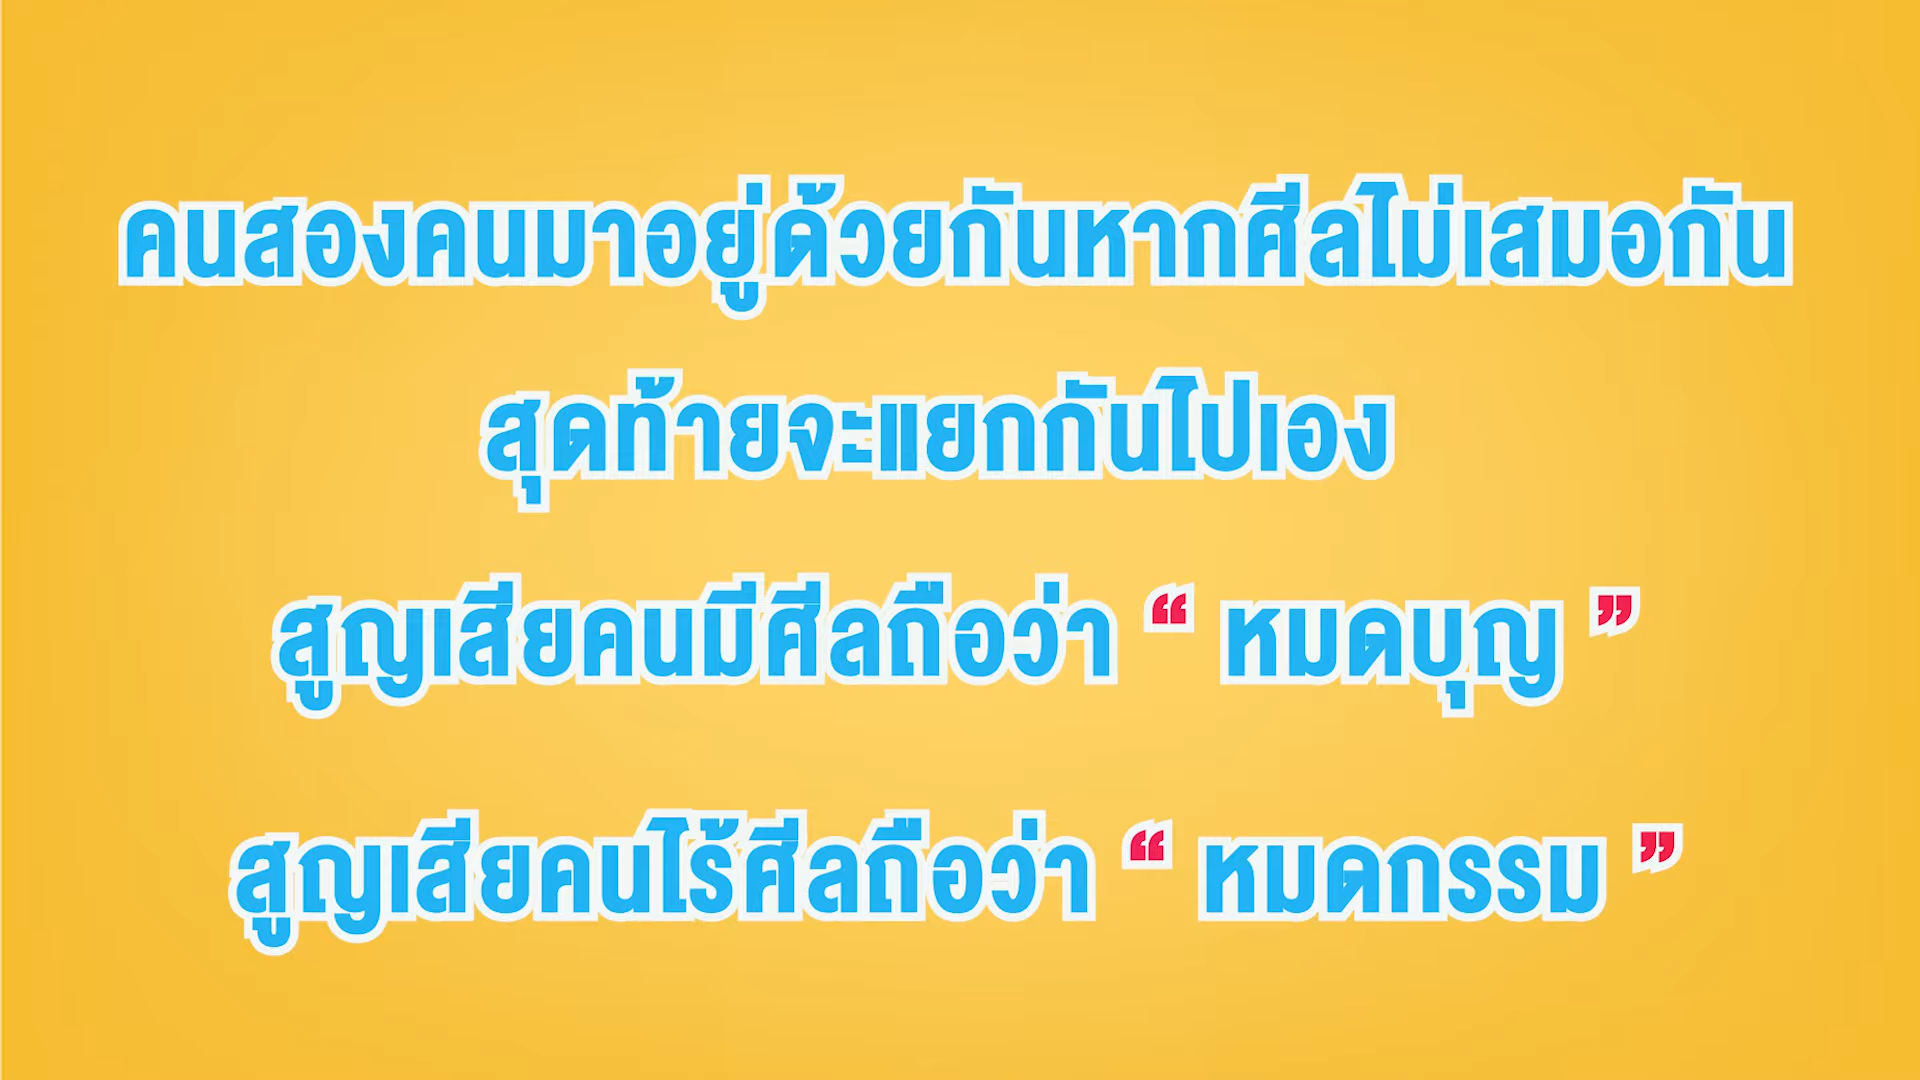 คนสองคนมาอยู่ด้วยกันหากศีลไม่เสมอกัน
สุดท้ายจะแยกกันไปเอง
สูญเสียคนมีศีลถือว่า “ หมดบุญ ”
สูญเสียคนไร้ศีลถือว่า “ หมดกรรม ”